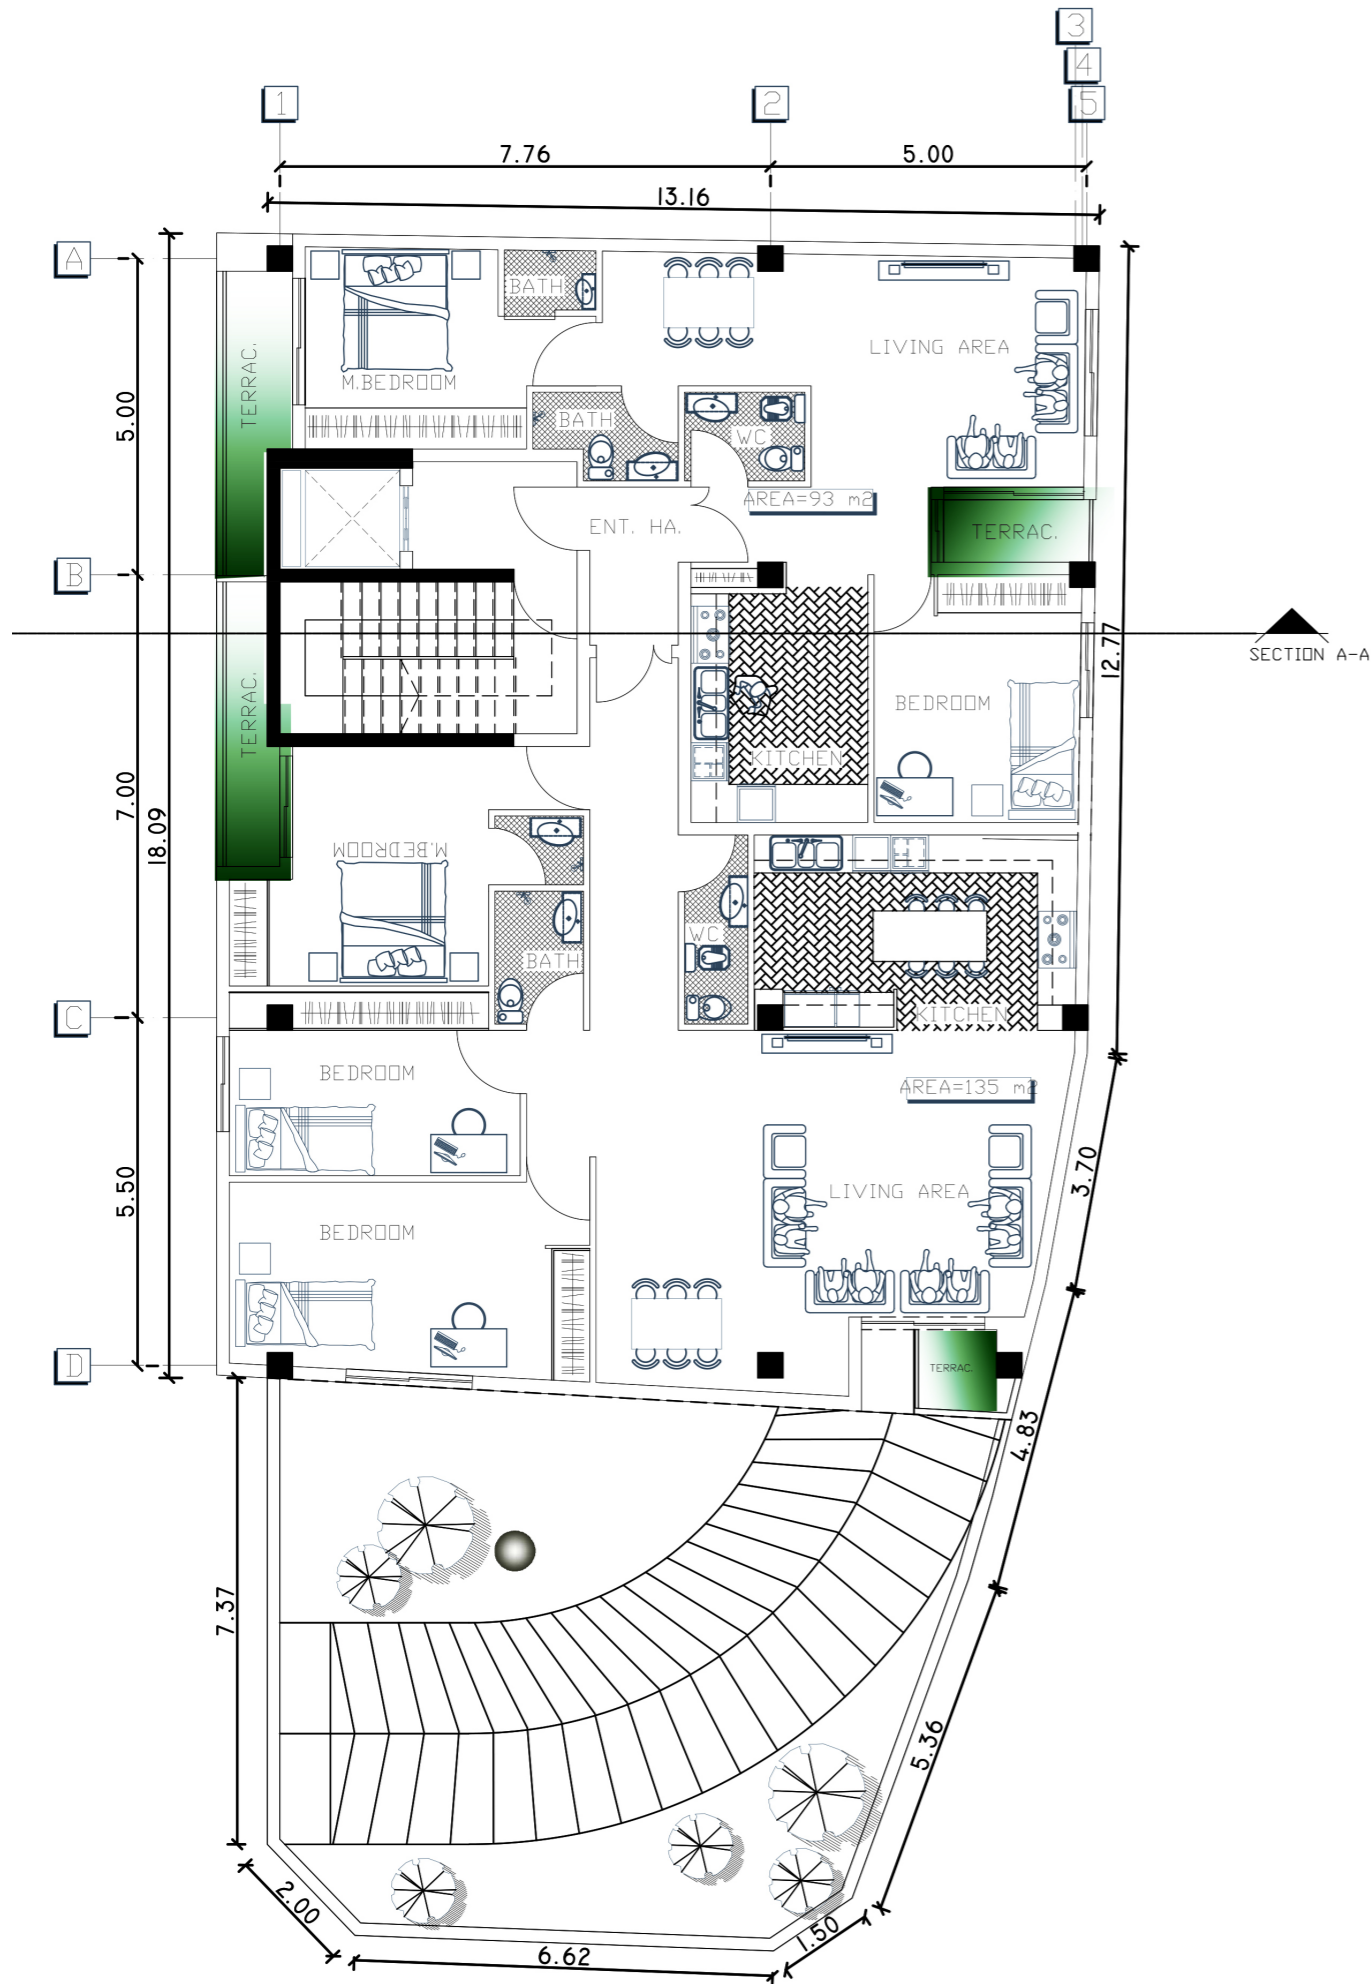 3
4
1
2
5
7.76
5.00
13.16
A
BATH
TERRAC.
LIVING AREA
M.BEDROOM
5.00
BATH
WC
AREA=93 m2
ENT. HA.
TERRAC.
B
SECTION A-A
12.77
TERRAC.
BEDROOM
KITCHEN
7.00
18.09
M.BEDROOM
WC
BATH
C
KITCHEN
BEDROOM
AREA=135 m2
3.70
5.50
LIVING AREA
BEDROOM
D
TERRAC.
4.83
7.37
5.36
2.00
1.50
6.62